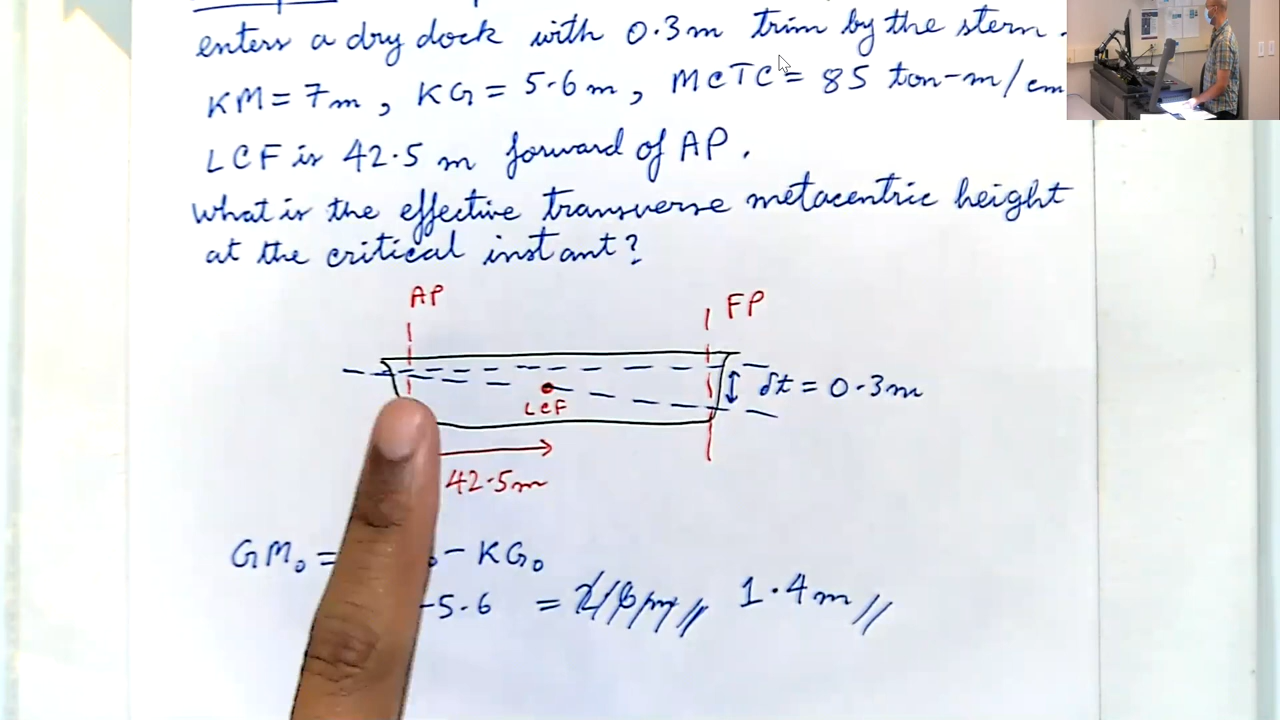 enters a dry dock with 0.3m trim by the stern.
KM = 7m, KG = 5.6m, MCTC = 85 ton-m/cm
LCF is 42.5 m forward of AP.
What is the effective transverse metacentric height
at the critical instant?
AP
FP
δt = 0.3m
LCF
42.5m
GM₀ = ₀ - KG₀
-5.6 = 1.4m //